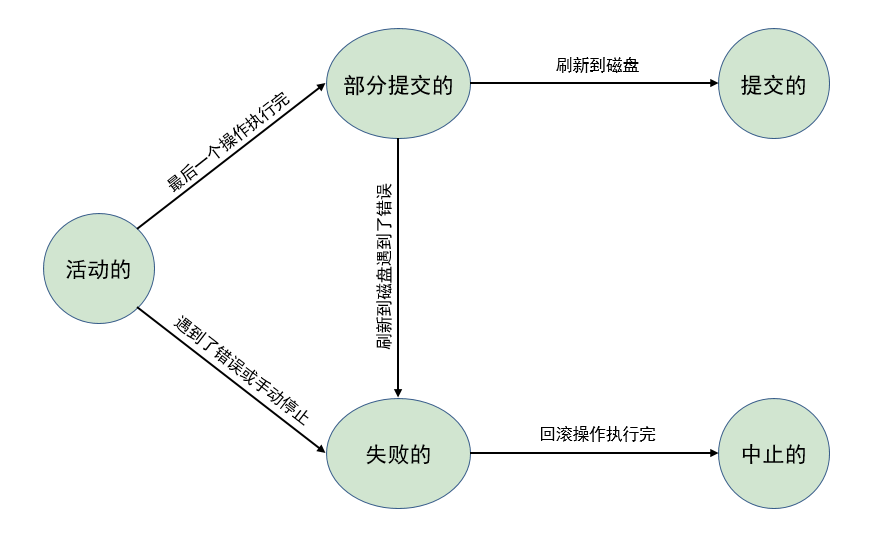 部分提交的
刷新到磁盘
提交的
最后一个操作执行完
刷新到磁盘遇到了错误
活动的
遇到了错误或手动停止
失败的
回滚操作执行完
中止的